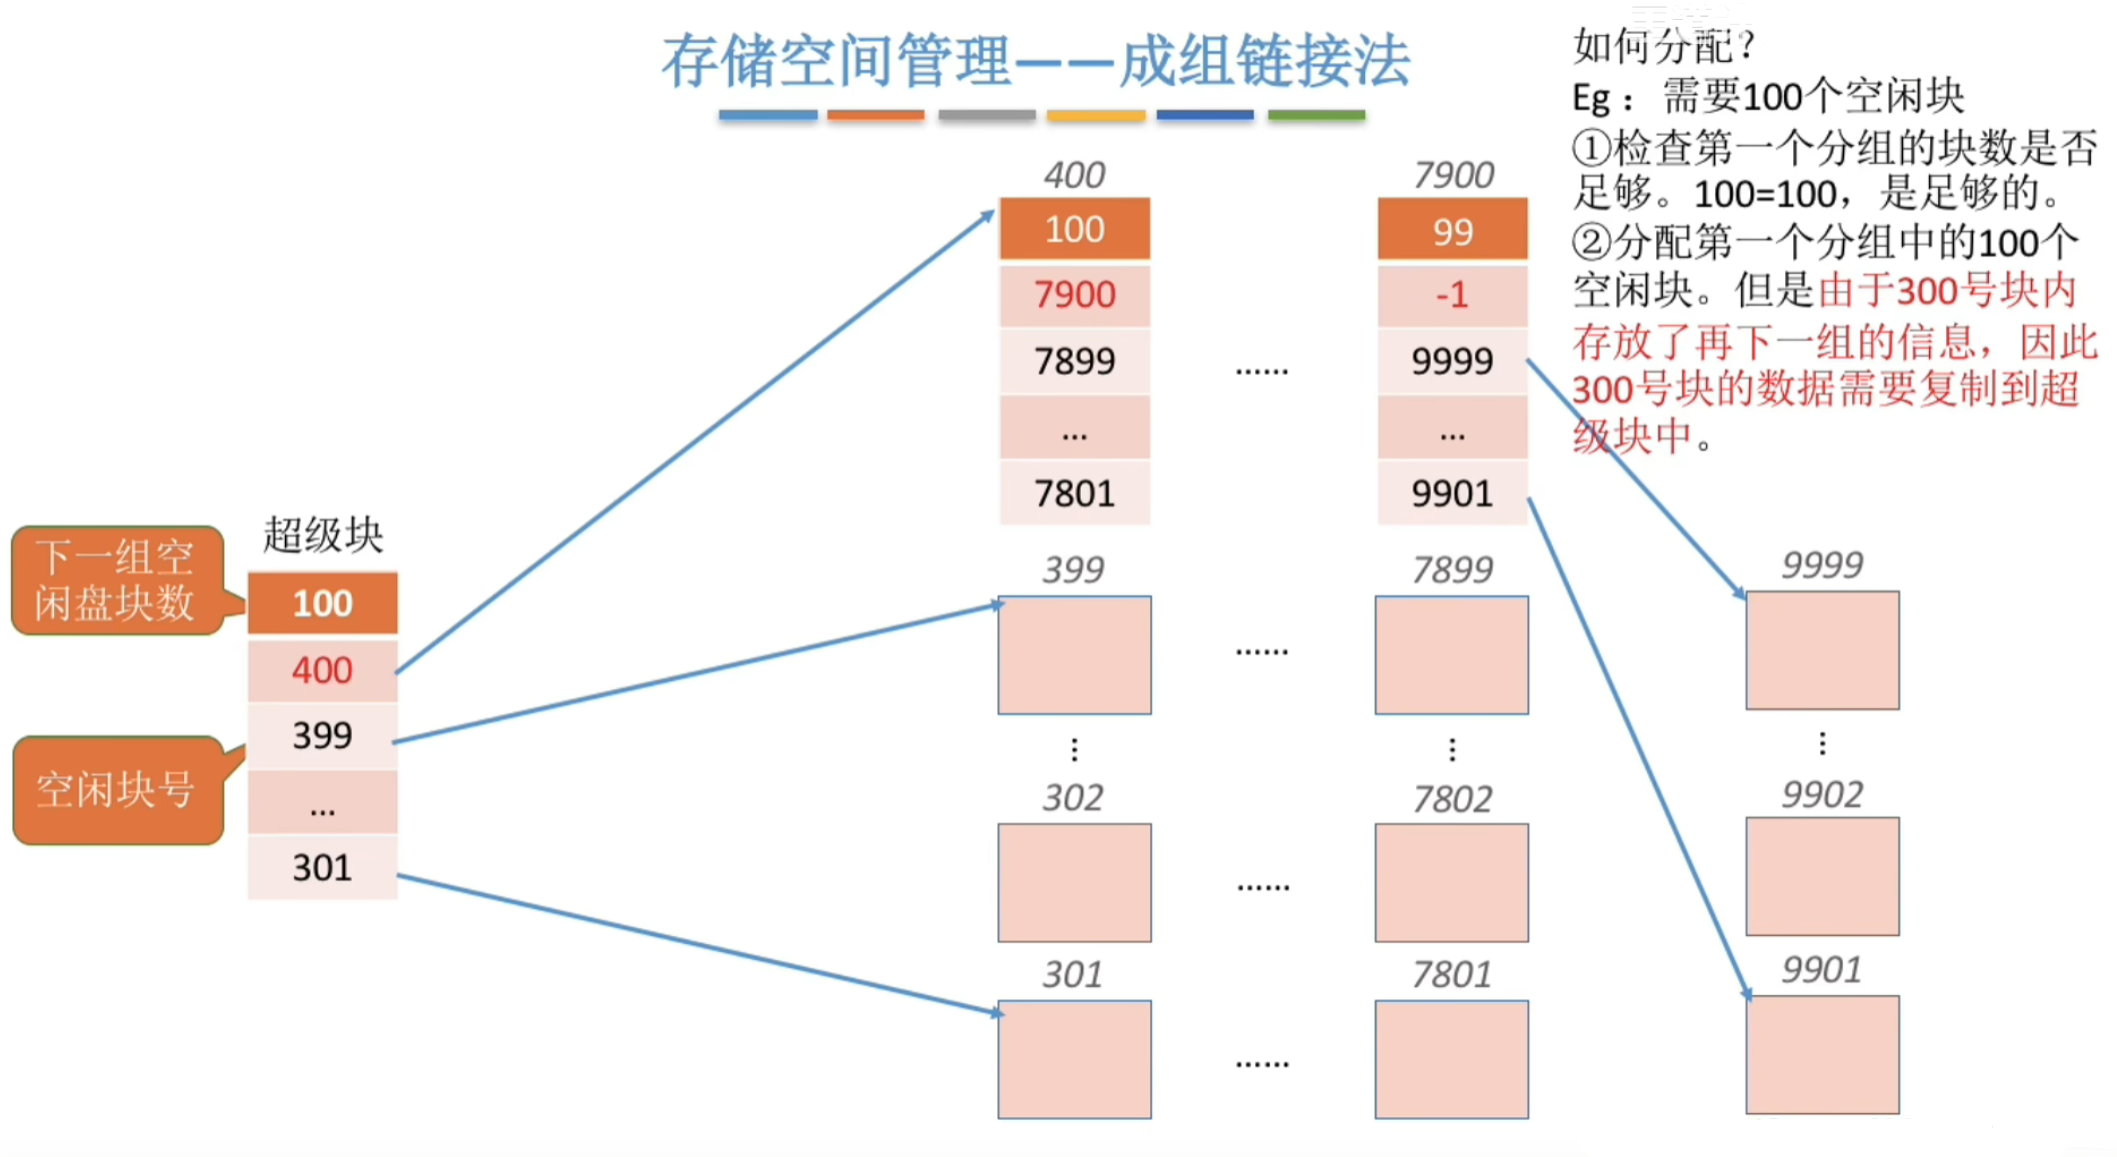 存储空间管理——成组链接法
如何分配？
Eg： 需要100个空闲块
①检查第一个分组的块数是否
足够。100=100，是足够的。
②分配第一个分组中的100个
空闲块。但是由于300号块内
存放了再下一组的信息，因此
300号块的数据需要复制到超
级块中。
下一组空
闲盘块数
空闲块号
超级块
100
400
399
...
301
400
100
7900
7899
...
7801
399
⋮
302
301
......
......
......
......
7900
99
-1
9999
...
9901
7899
⋮
7802
7801
9999
⋮
9902
9901